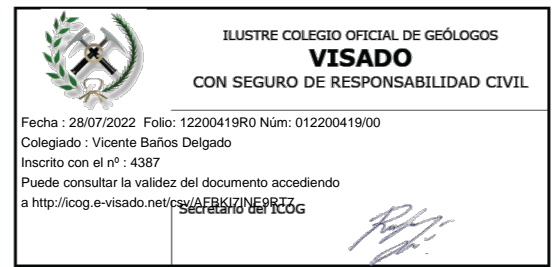 ILUSTRE COLEGIO OFICIAL DE GEÓLOGOS
VISADO
CON SEGURO DE RESPONSABILIDAD CIVIL
Fecha : 28/07/2022 Folio: 12200419R0 Núm: 012200419/00
Colegiado : Vicente Baños Delgado
Inscrito con el nº : 4387
Puede consultar la validez del documento accediendo
a http://icog.e-visado.net/csv/AFBKI7INE9RT7
Secretario del ICOG